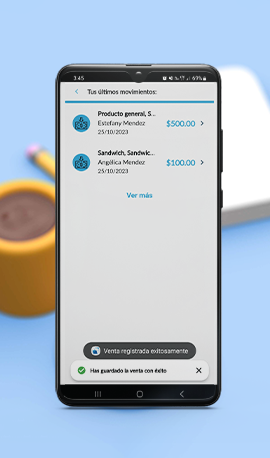 3:45
69%
Tus últimos movimientos:
Producto general, S...
Estefany Mendez
25/10/2023
$500.00
Sandwich, Sandwic...
Angélica Mendez
25/10/2023
$100.00
Ver más
Venta registrada exitosamente
Has guardado la venta con éxito